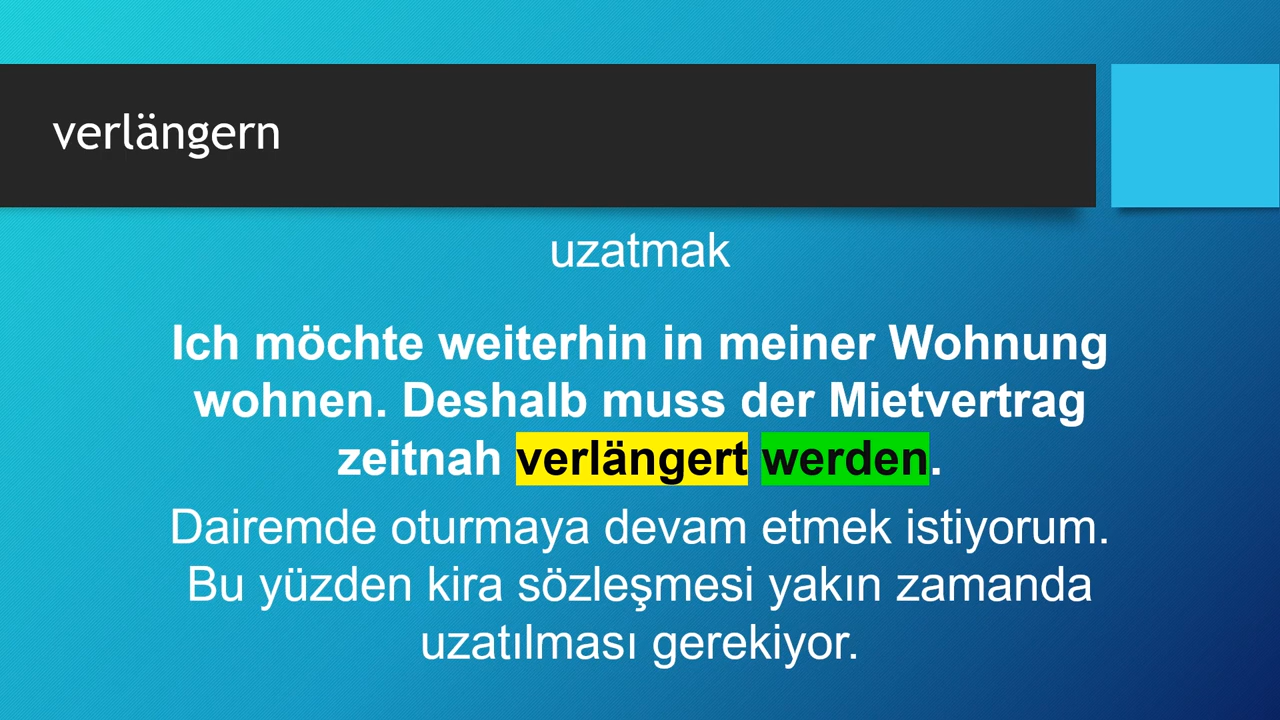 verlängern
uzatmak
Ich möchte weiterhin in meiner Wohnung
wohnen. Deshalb muss der Mietvertrag
zeitnah verlängert werden.
Dairemde oturmaya devam etmek istiyorum.
Bu yüzden kira sözleşmesi yakın zamanda
uzatılması gerekiyor.